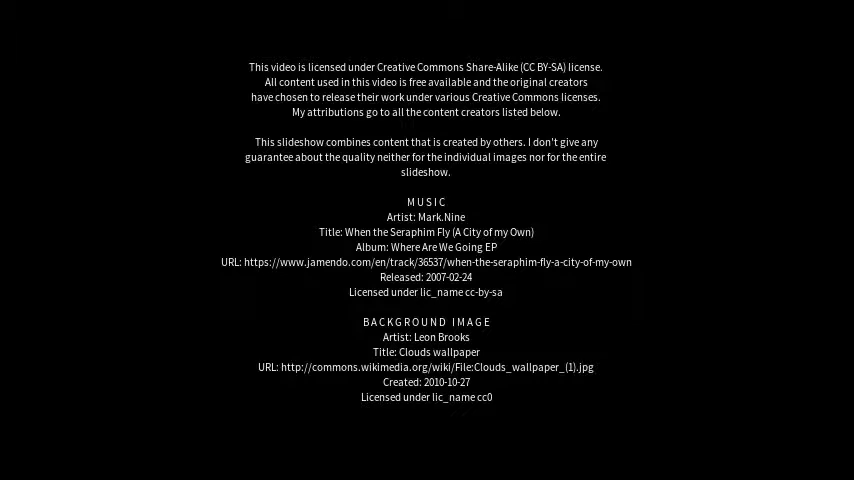 This video is licensed under Creative Commons Share-Alike (CC BY-SA) license.
All content used in this video is free available and the original creators
have chosen to release their work under various Creative Commons licenses.
My attributions go to all the content creators listed below.
This slideshow combines content that is created by others. I don't give any
guarantee about the quality neither for the individual images nor for the entire
slideshow.
MUSIC
Artist: Mark.Nine
Title: When the Seraphim Fly (A City of my Own)
Album: Where Are We Going EP
URL: https://www.jamendo.com/en/track/36537/when-the-seraphim-fly-a-city-of-my-own
Released: 2007-02-24
Licensed under lic_name cc-by-sa
BACKGROUND IMAGE
Artist: Leon Brooks
Title: Clouds wallpaper
URL: http://commons.wikimedia.org/wiki/File:Clouds_wallpaper_(1).jpg
Created: 2010-10-27
Licensed under lic_name cc0